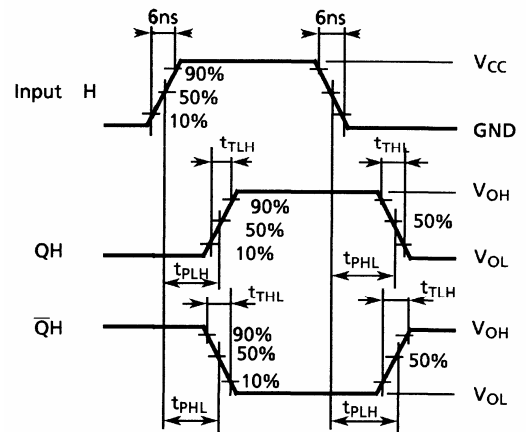 6ns 6ns
VCC
90%
Input H 50%
10%
GND
tTLH tTHL
VOH
90%
50% 50%
QH 10%
VOL
tPLH tPHL
tTHL tTLH
Q̅H VOH
90%
50% 50%
10%
VOL
tPHL tPLH